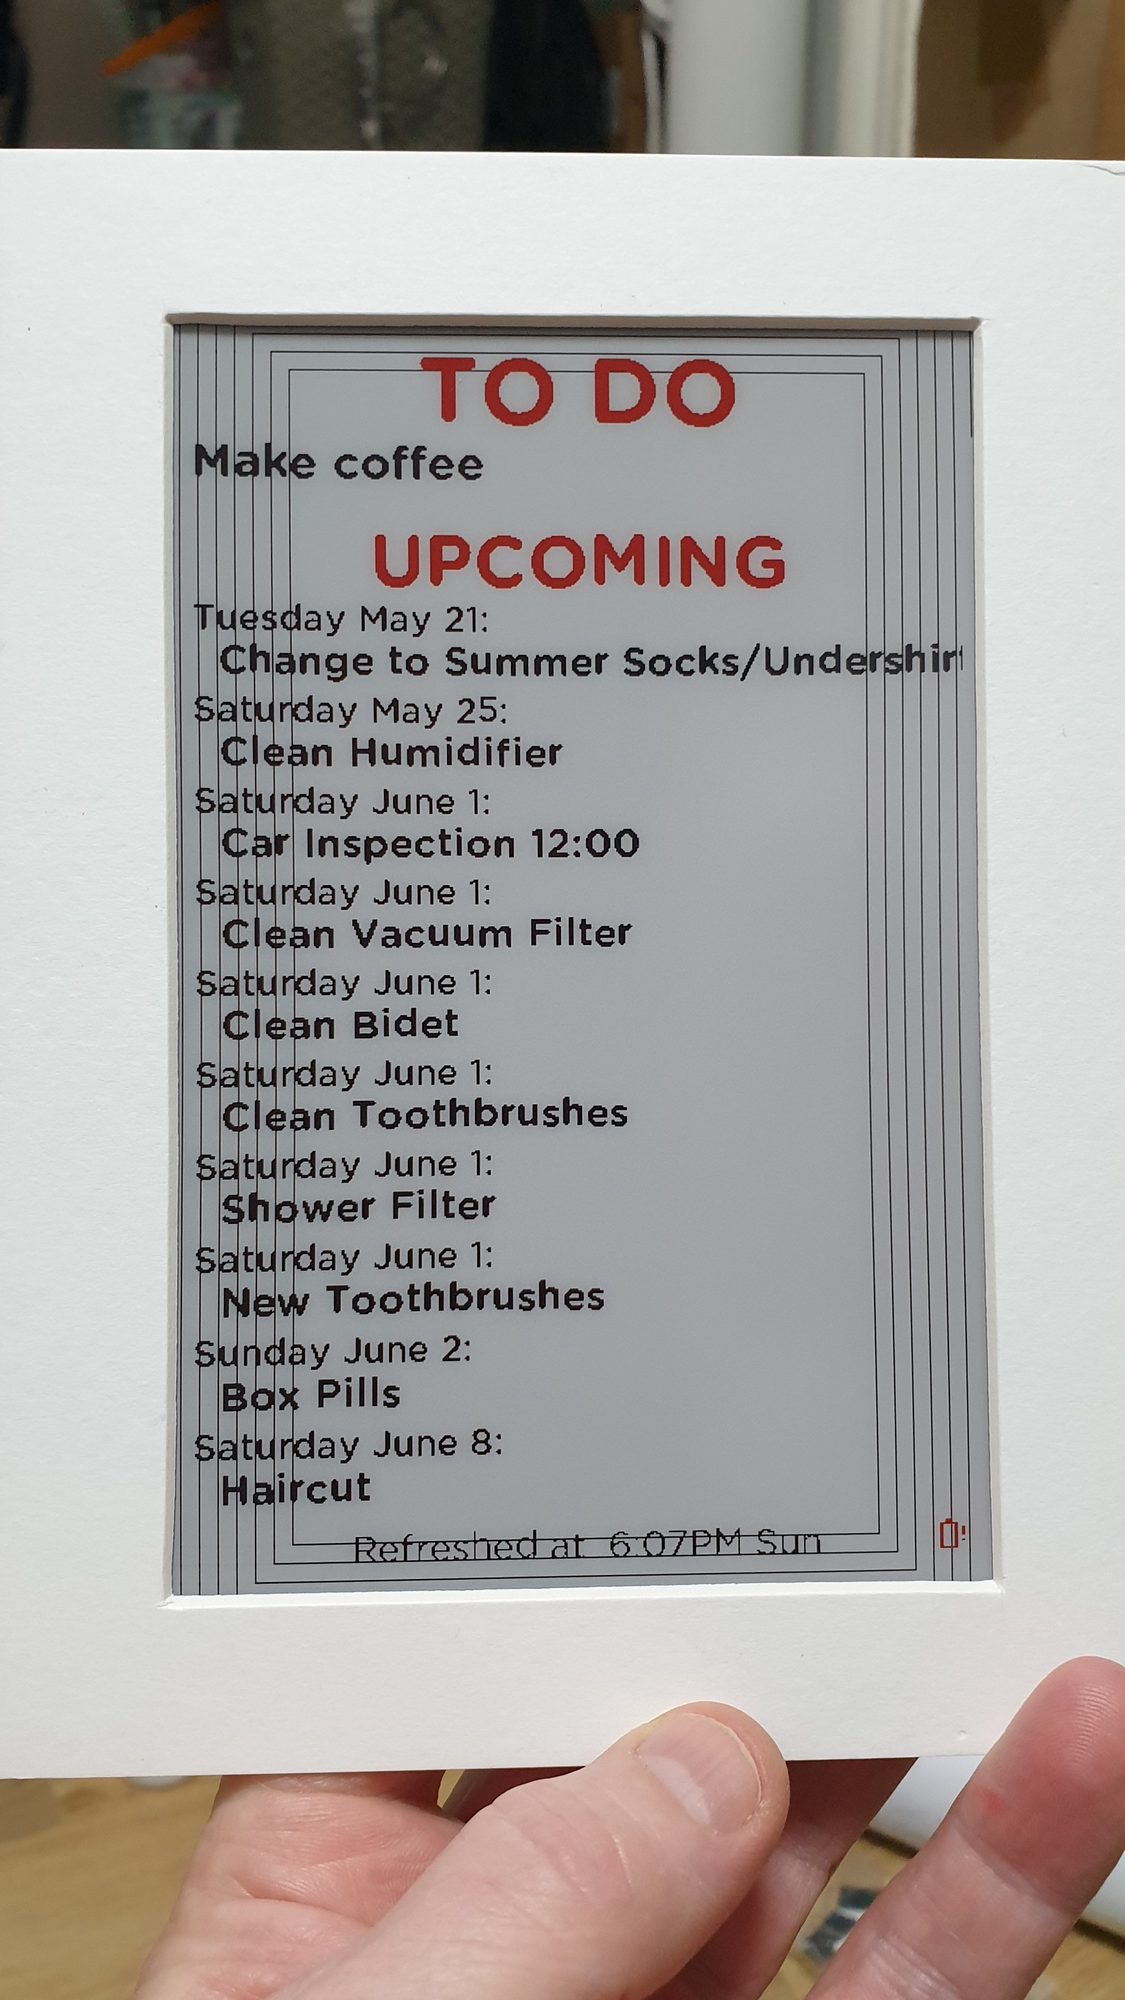 TO DO
Make coffee
UPCOMING
Tuesday May 21:
Change to Summer Socks/Undershirt
Saturday May 25:
Clean Humidifier
Saturday June 1:
Car Inspection 12:00
Saturday June 1:
Clean Vacuum Filter
Saturday June 1:
Clean Bidet
Saturday June 1:
Clean Toothbrushes
Saturday June 1:
Shower Filter
Saturday June 1:
New Toothbrushes
Sunday June 2:
Box Pills
Saturday June 8:
Haircut
Refreshed at 6:07PM Sun